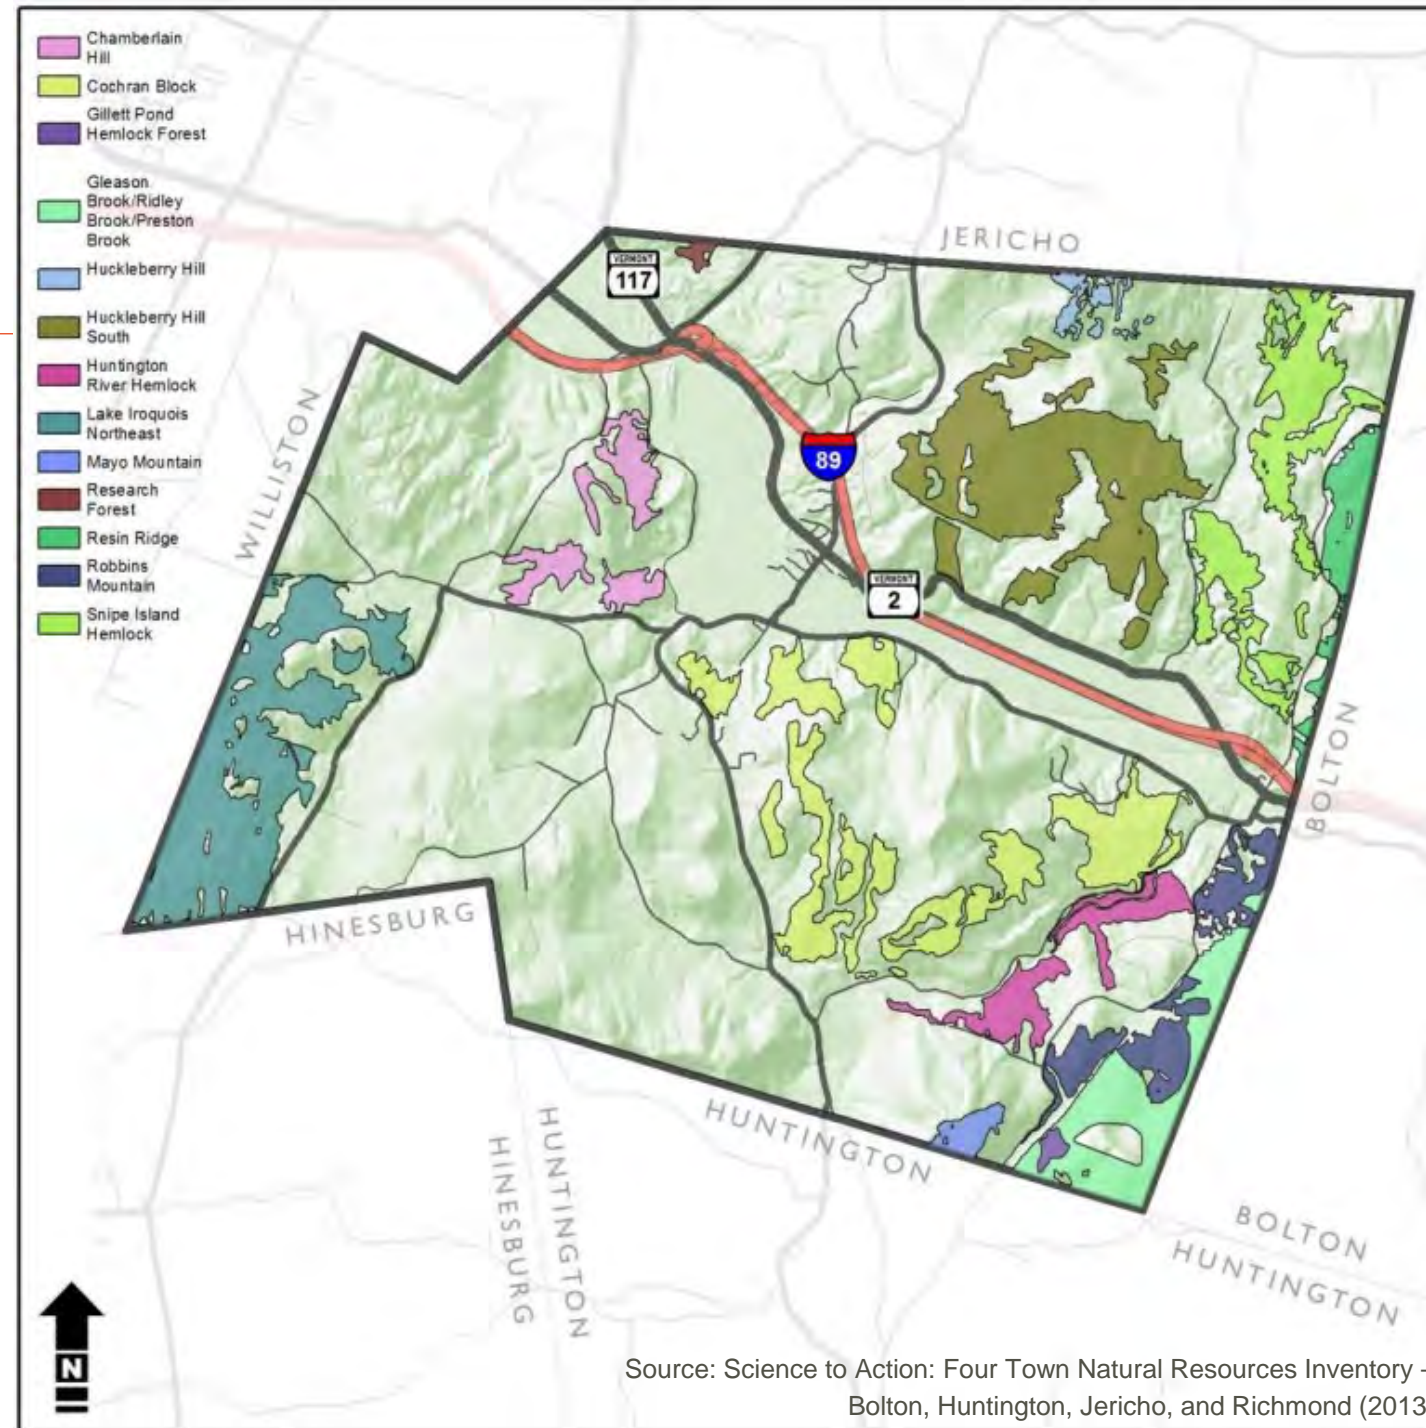 Chamberlain
Hill
Cochran Block
Gillett Pond
Hemlock Forest
Gleason
Brook/Ridley
Brook/Preston
Brook
Huckleberry Hill
Huckleberry Hill
South
Huntington
River Hemlock
Lake Iroquois
Northeast
Mayo Mountain
Research
Forest
Resin Ridge
Robbins
Mountain
Snipe Island
Hemlock
JERICHO
VERMONT
117
WILLISTON
89
VERMONT
2
BOLTON
HINESBURG
HUNTINGTON
HUNTINGTON
HINESBURG
BOLTON
HUNTINGTON
N
Source: Science to Action: Four Town Natural Resources Inventory -
Bolton, Huntington, Jericho, and Richmond (2013